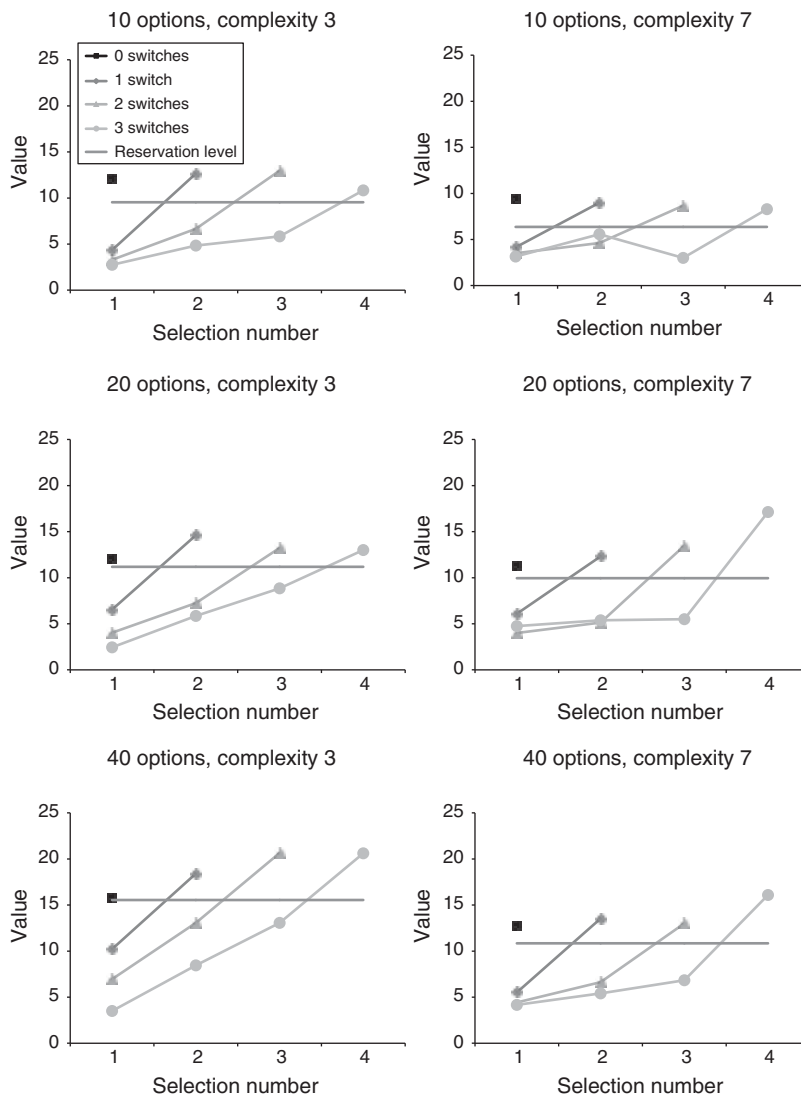 10 options, complexity 3
25
20
15
10
5
0
Value
0 switches
1 switch
2 switches
3 switches
Reservation level
1 2 3 4
Selection number
10 options, complexity 7
25
20
15
10
5
0
Value
1 2 3 4
Selection number
20 options, complexity 3
25
20
15
10
5
0
Value
1 2 3 4
Selection number
20 options, complexity 7
25
20
15
10
5
0
Value
1 2 3 4
Selection number
40 options, complexity 3
25
20
15
10
5
0
Value
1 2 3 4
Selection number
40 options, complexity 7
25
20
15
10
5
0
Value
1 2 3 4
Selection number